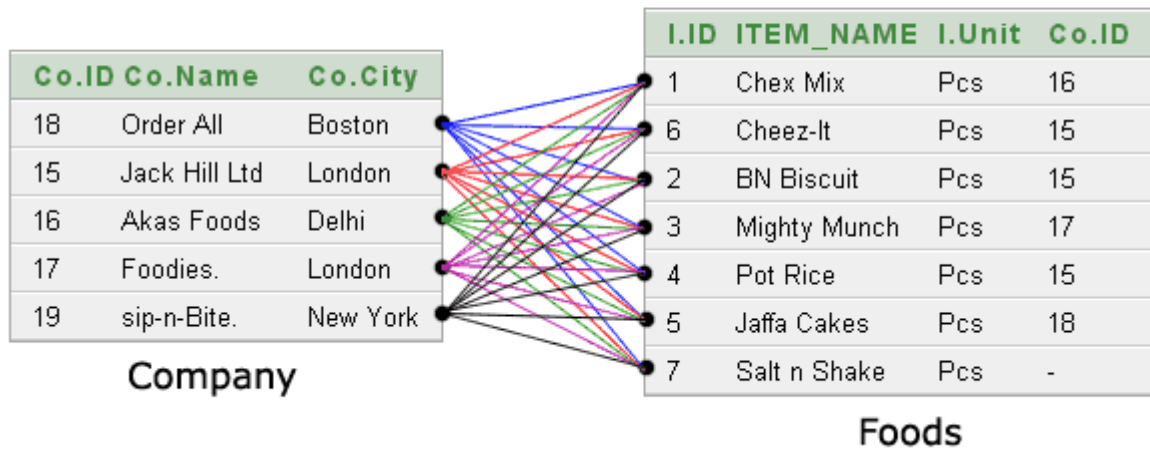 Co.ID Co.Name Co.City
18 Order All Boston
15 Jack Hill Ltd London
16 Akas Foods Delhi
17 Foodies. London
19 sip-n-Bite. New York
Company
I.ID ITEM_NAME I.Unit Co.ID
1 Chex Mix Pcs 16
6 Cheez-It Pcs 15
2 BN Biscuit Pcs 15
3 Mighty Munch Pcs 17
4 Pot Rice Pcs 15
5 Jaffa Cakes Pcs 18
7 Salt n Shake Pcs -
Foods